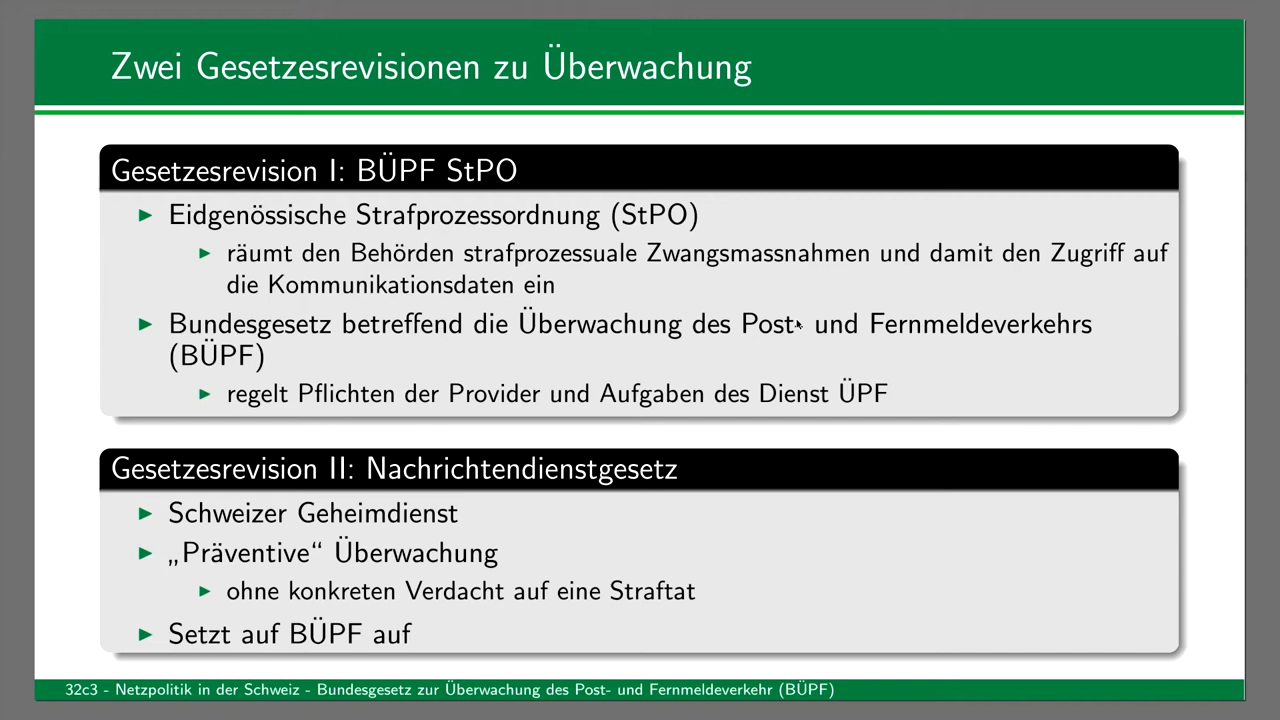 Zwei Gesetzesrevisionen zu Überwachung
Gesetzesrevision I: BÜPF StPO
Eidgenössische Strafprozessordnung (StPO)
räumt den Behörden strafprozessuale Zwangsmassnahmen und damit den Zugriff auf
die Kommunikationsdaten ein
Bundesgesetz betreffend die Überwachung des Post- und Fernmeldeverkehrs
(BÜPF)
regelt Pflichten der Provider und Aufgaben des Dienst ÜPF
Gesetzesrevision II: Nachrichtendienstgesetz
Schweizer Geheimdienst
„Präventive“ Überwachung
ohne konkreten Verdacht auf eine Straftat
Setzt auf BÜPF auf
32c3 - Netzpolitik in der Schweiz - Bundesgesetz zur Überwachung des Post- und Fernmeldeverkehr (BÜPF)